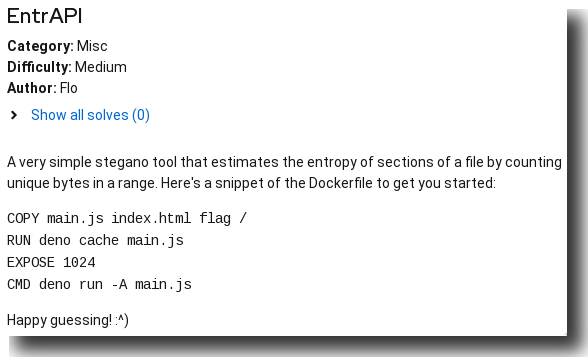 EntrAPI
Category: Misc
Difficulty: Medium
Author: Flo
Show all solves (0)
A very simple stegano tool that estimates the entropy of sections of a file by counting
unique bytes in a range. Here's a snippet of the Dockerfile to get you started:
COPY main.js index.html flag /
RUN deno cache main.js
EXPOSE 1024
CMD deno run -A main.js
Happy guessing! :^)